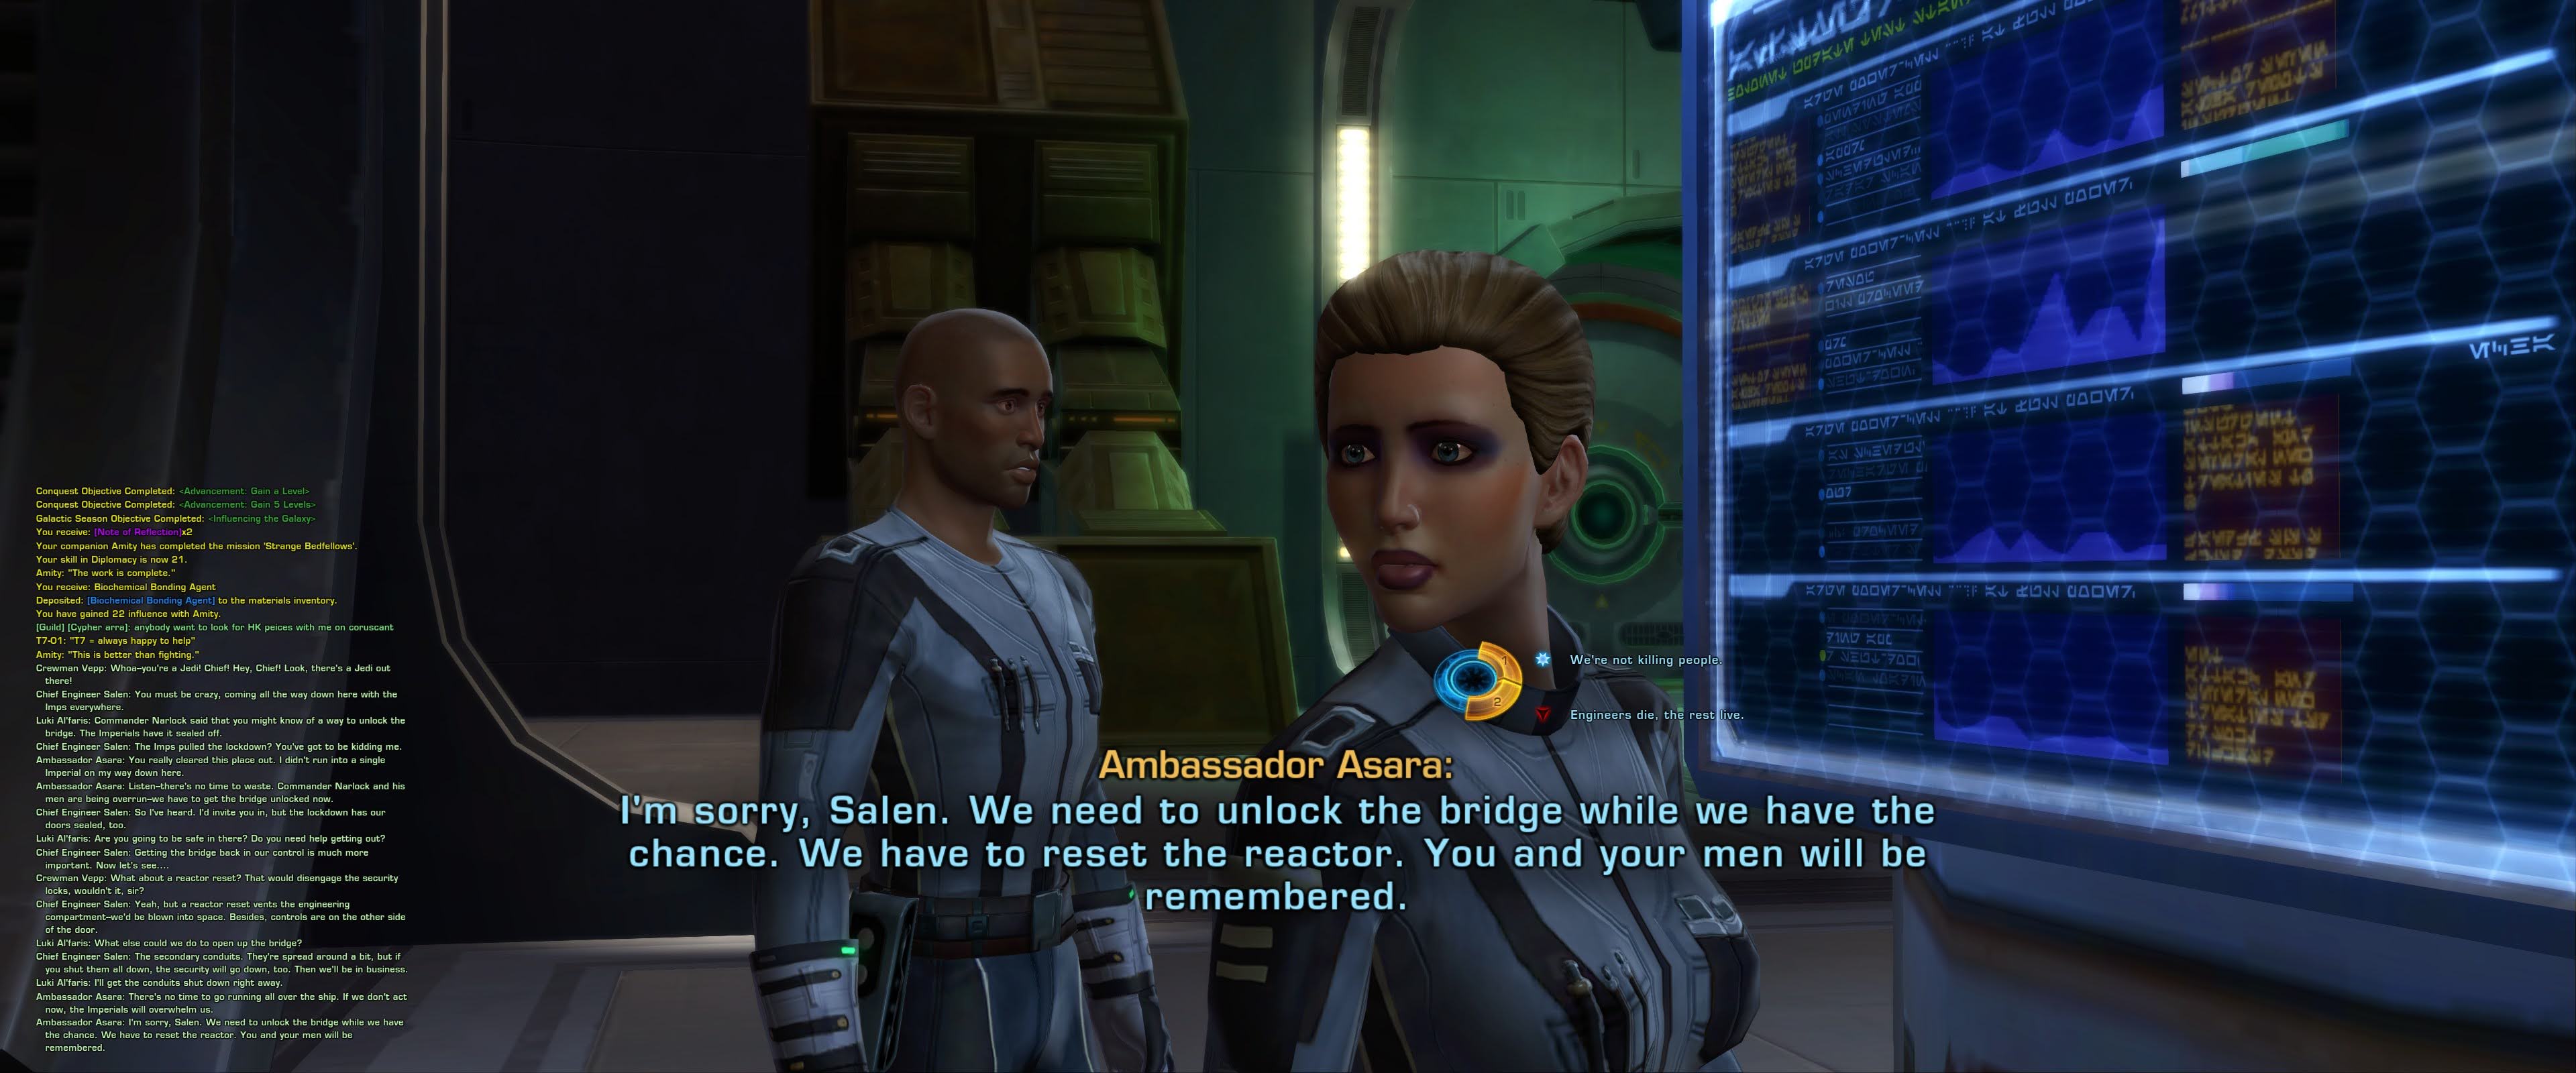 Conquest Objective Completed: <Advancement: Gain a Level>
Conquest Objective Completed: <Advancement: Gain 5 Levels>
Galactic Season Objective Completed: <Influencing the Galaxy>
You receive: [Note of Reflection]x2
Your companion Amity has completed the mission 'Strange Bedfellows'.
Your skill in Diplomacy is now 21.
Amity: "The work is complete."
You receive: Biochemical Bonding Agent
Deposited: [Biochemical Bonding Agent] to the materials inventory.
You have gained 22 influence with Amity.
[Guild] [Cypher arra]: anybody want to look for HK peices with me on coruscant
T7-O1: "T7 = always happy to help"
Amity: "This is better than fighting."
Crewman Vepp: Whoa–you're a Jedi! Chief! Hey, Chief! Look, there's a Jedi out
there!
Chief Engineer Salen: You must be crazy, coming all the way down here with the
Imps everywhere.
Luki Al'faris: Commander Narlock said that you might know of a way to unlock the
bridge. The Imperials have it sealed off.
Chief Engineer Salen: The Imps pulled the lockdown? You've got to be kidding me.
Ambassador Asara: You really cleared this place out. I didn't run into a single
Imperial on my way down here.
Ambassador Asara: Listen–there's no time to waste. Commander Narlock and his
men are being overrun–we have to get the bridge unlocked now.
Chief Engineer Salen: So I've heard. I'd invite you in, but the lockdown has our
doors sealed, too.
Luki Al'faris: Are you going to be safe in there? Do you need help getting out?
Chief Engineer Salen: Getting the bridge back in our control is much more
important. Now let's see....
Crewman Vepp: What about a reactor reset? That would disengage the security
locks, wouldn't it, sir?
Chief Engineer Salen: Yeah, but a reactor reset vents the engineering
compartment–we'd be blown into space. Besides, controls are on the other side
of the door.
Luki Al'faris: What else could we do to open up the bridge?
Chief Engineer Salen: The secondary conduits. They're spread around a bit, but if
you shut them all down, the security will go down, too. Then we'll be in business.
Luki Al'faris: I'll get the conduits shut down right away.
Ambassador Asara: There's no time to go running all over the ship. If we don't act
now, the Imperials will overwhelm us.
Ambassador Asara: I'm sorry, Salen. We need to unlock the bridge while we have
the chance. We have to reset the reactor. You and your men will be
remembered.
1 We're not killing people.
2 Engineers die, the rest live.
Ambassador Asara:
I'm sorry, Salen. We need to unlock the bridge while we have the
chance. We have to reset the reactor. You and your men will be
remembered.